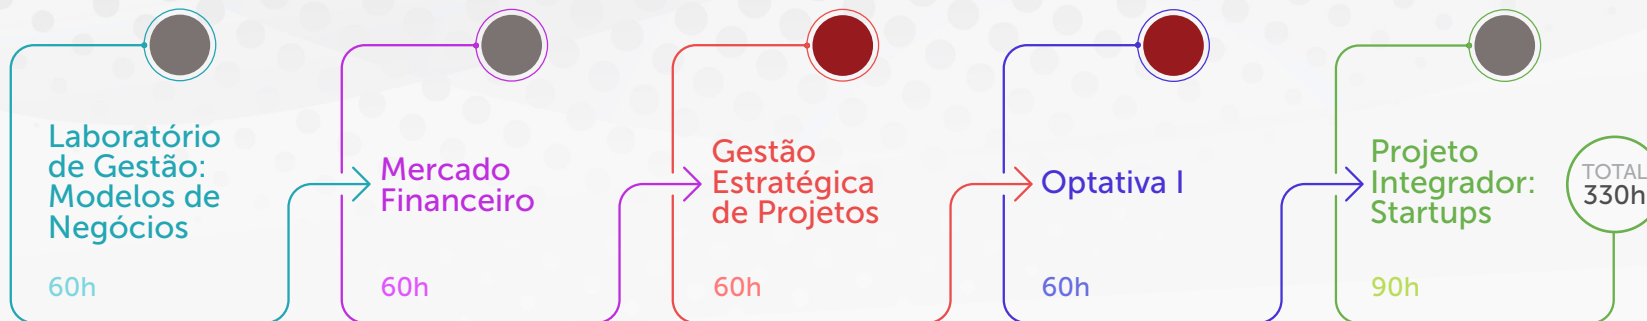 Laboratório
de Gestão:
Modelos de
Negócios
60h
Mercado
Financeiro
60h
Gestão
Estratégica
de Projetos
60h
Optativa I
60h
Projeto
Integrador:
Startups
90h
TOTAL
330h